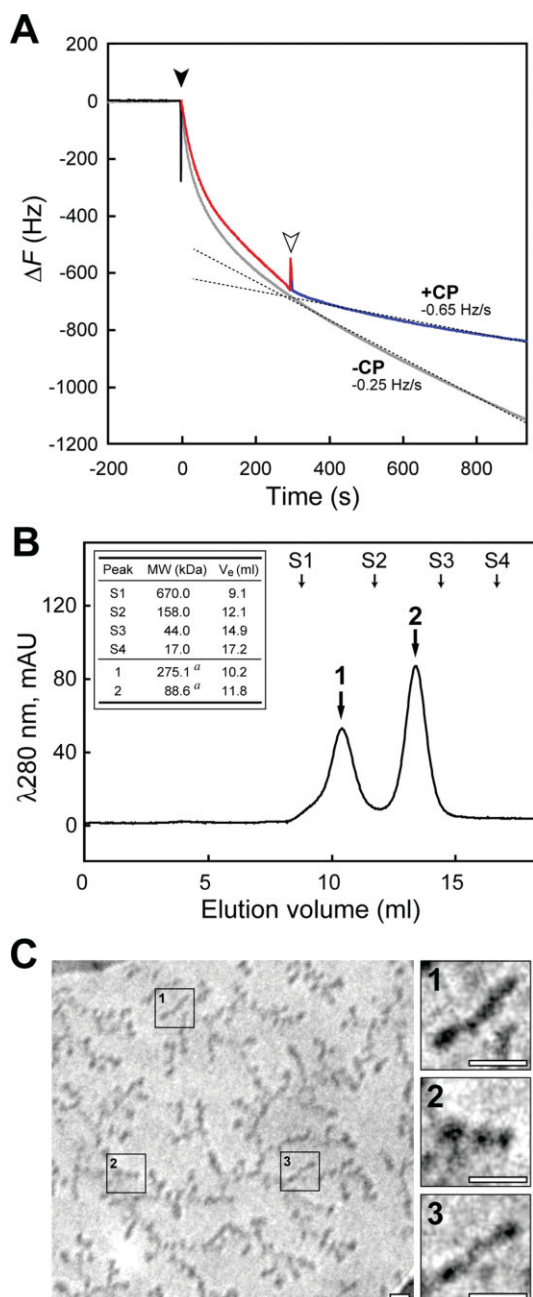 A
200
0
-200
-400
-600
-800
-1000
-1200
ΔF (Hz)
+CP
-0.65 Hz/s
-CP
-0.25 Hz/s
-200 0 200 400 600 800
Time (s)
B
S1 S2 S3 S4
Peak MW (kDa) Ve (ml)
S1 670.0 9.1
S2 158.0 12.1
S3 44.0 14.9
S4 17.0 17.2
1 275.1 a 10.2
2 88.6 a 11.8
1
2
120
80
40
0
λ280 nm, mAU
0 5 10 15
Elution volume (ml)
C
1
2
3
1
2
3